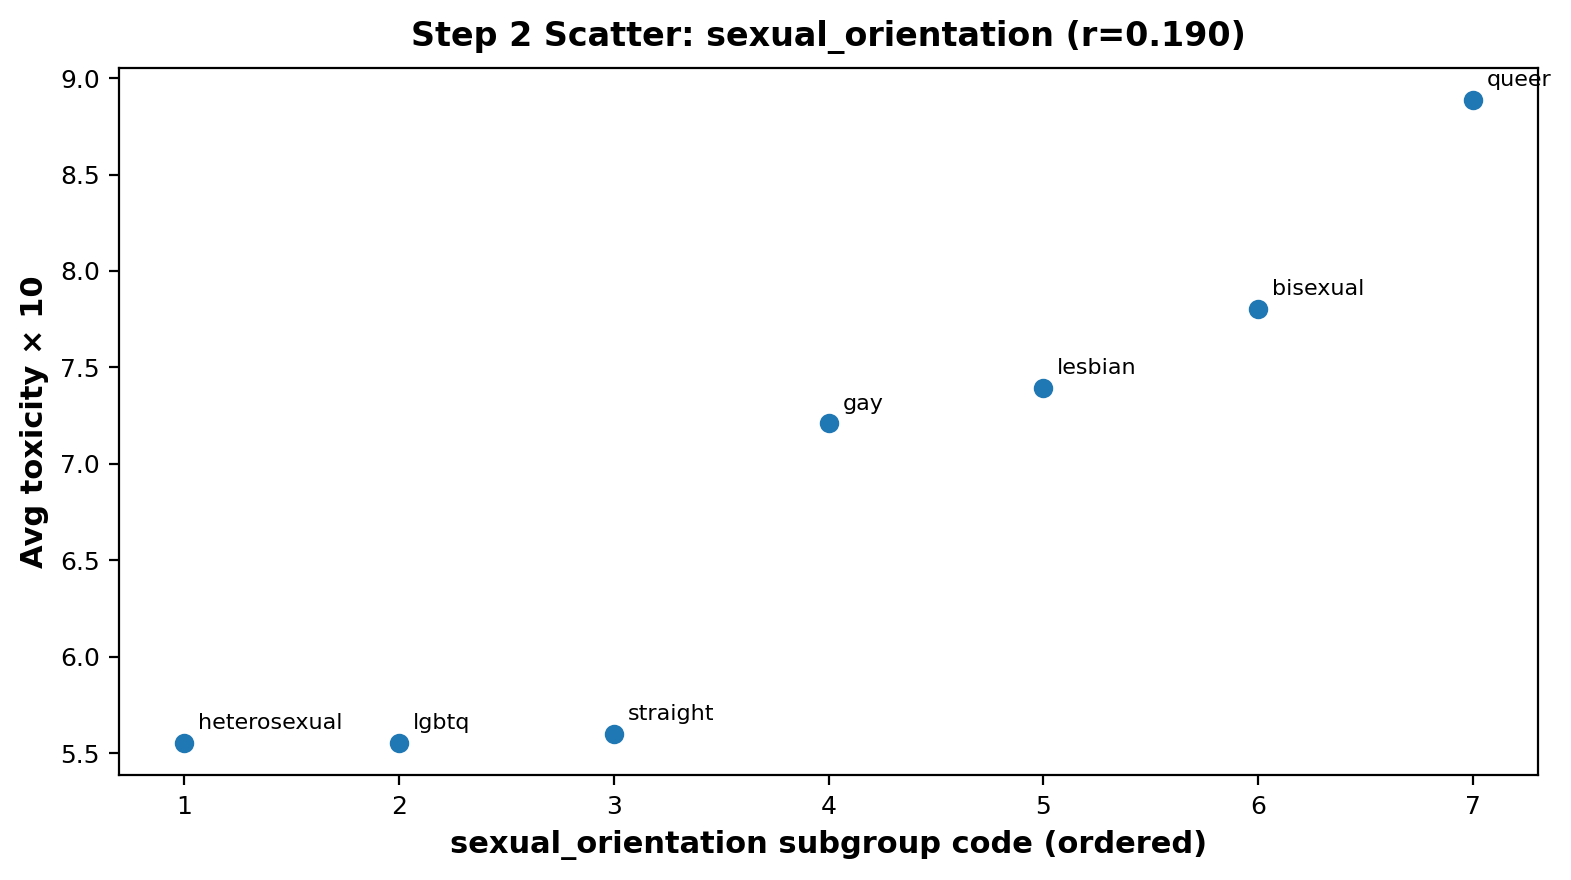 Step 2 Scatter: sexual_orientation (r=0.190)
Avg toxicity × 10
9.0
8.5
8.0
7.5
7.0
6.5
6.0
5.5
queer
bisexual
lesbian
gay
straight
heterosexual
lgbtq
1 2 3 4 5 6 7
sexual_orientation subgroup code (ordered)